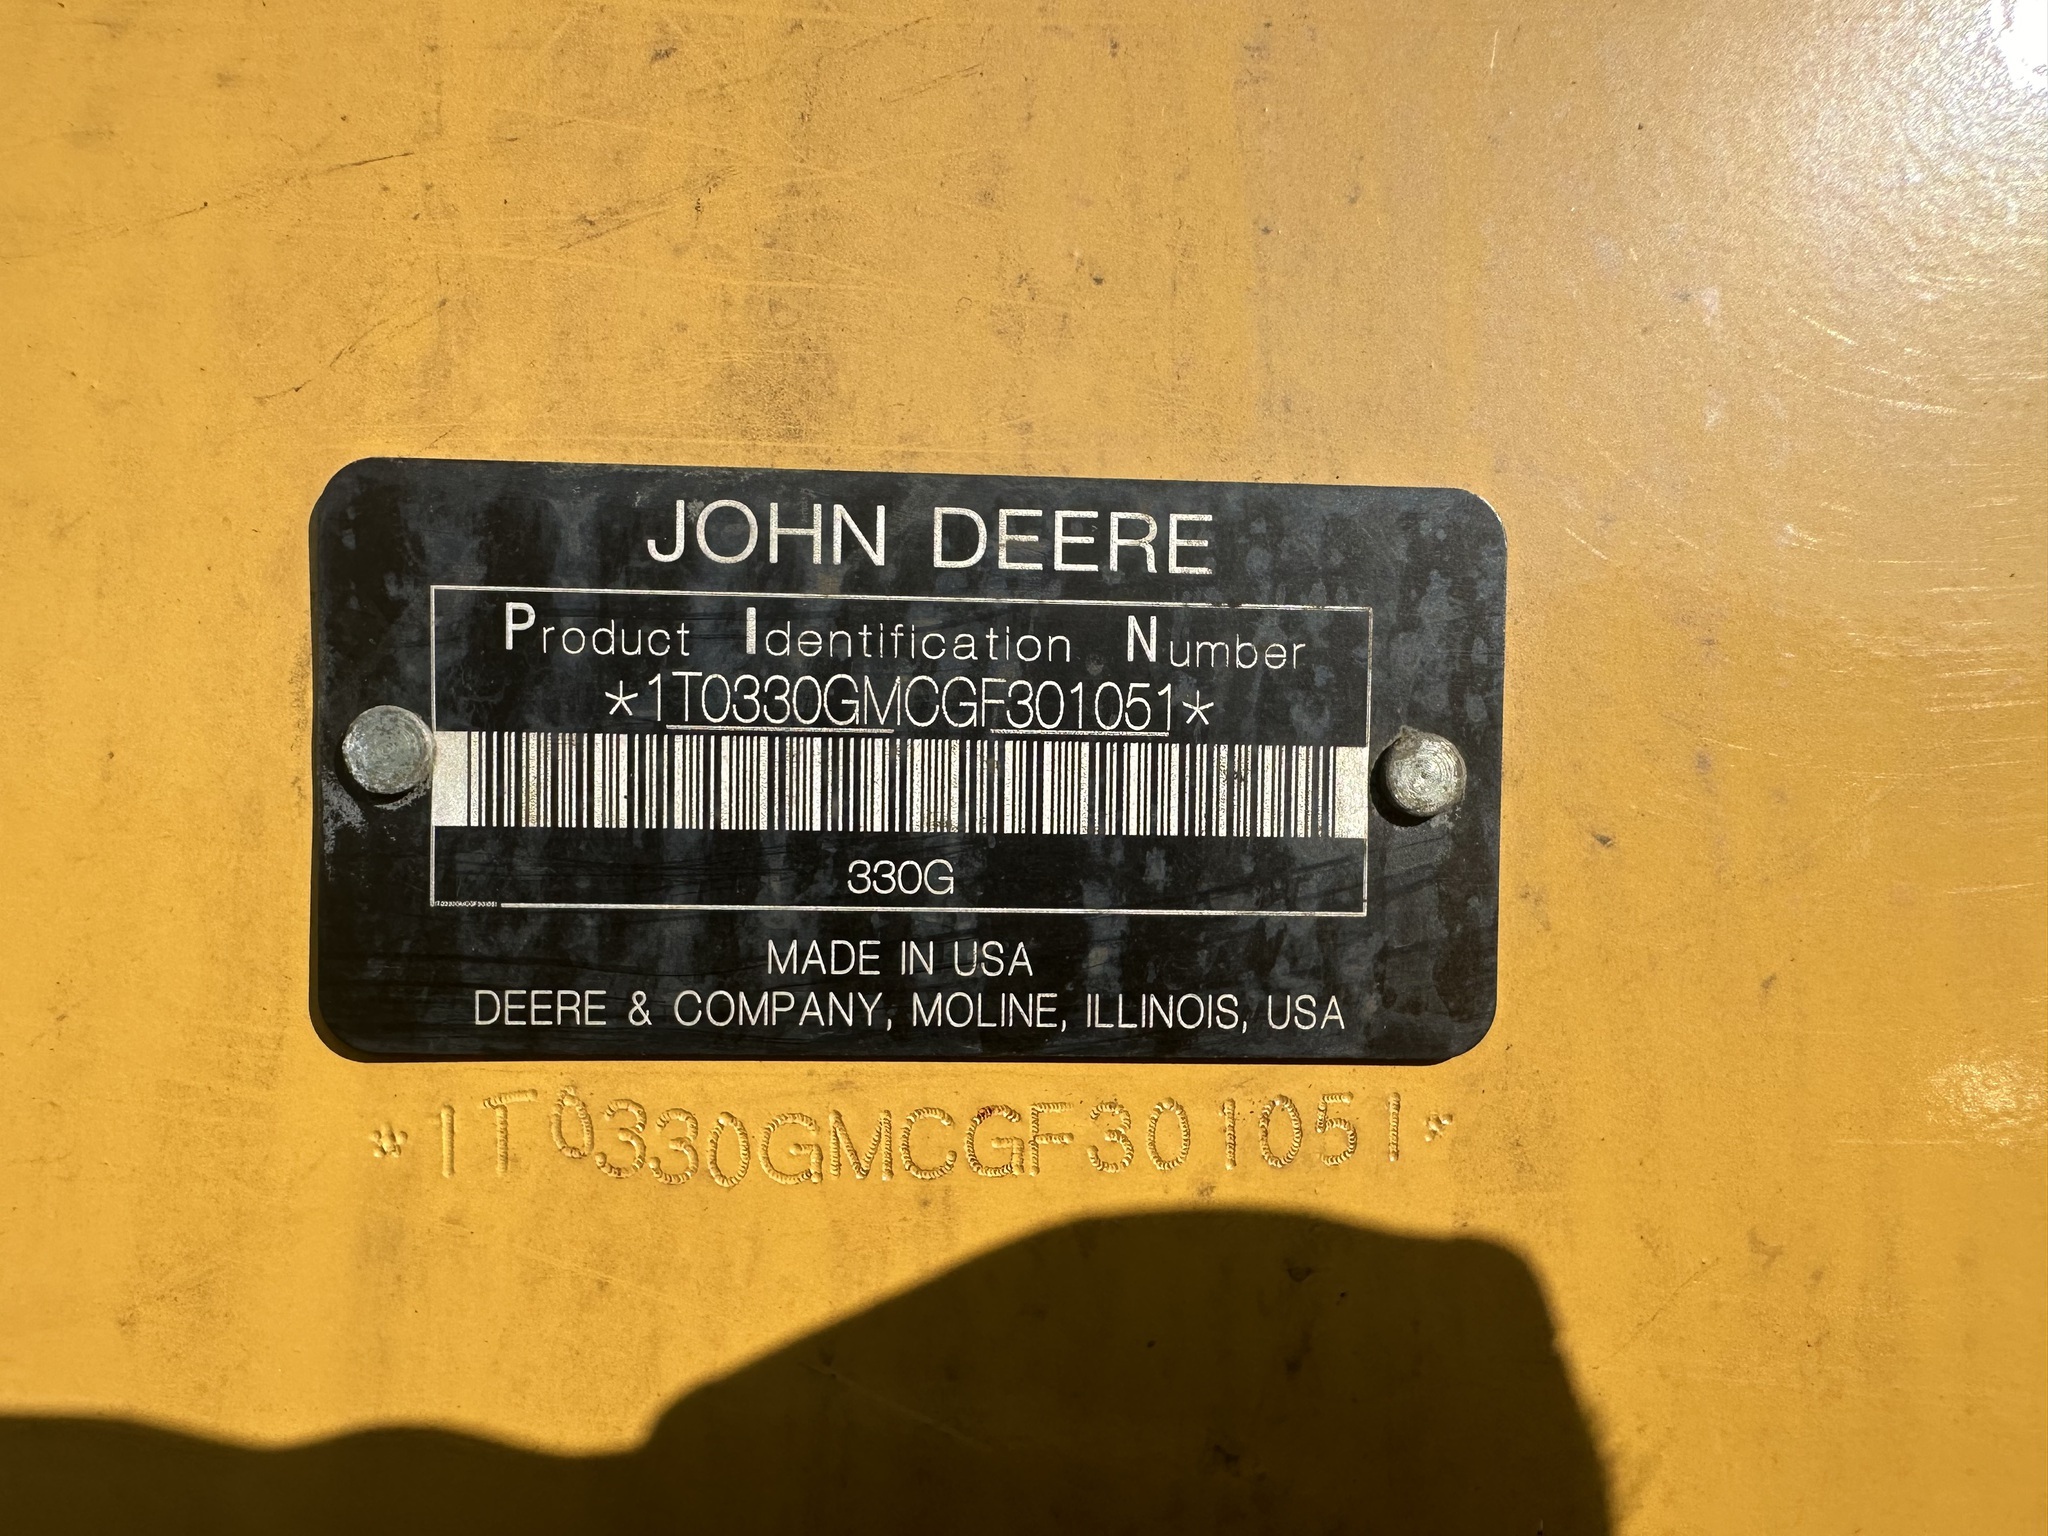 JOHN DEERE
Product Identification Number
*1T0330GMCGF301051*
330G
MADE IN USA
DEERE & COMPANY, MOLINE, ILLINOIS, USA
*1T0330GMCGF301051*